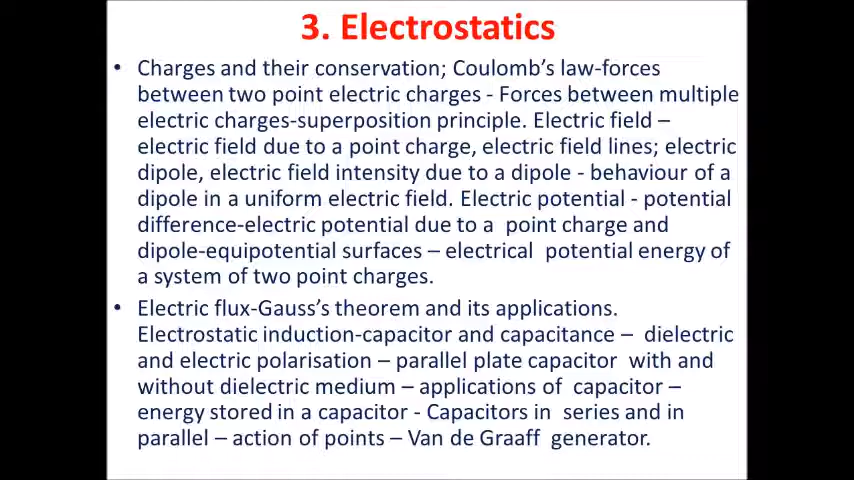 3. Electrostatics
• Charges and their conservation; Coulomb's law-forces
between two point electric charges - Forces between multiple
electric charges-superposition principle. Electric field –
electric field due to a point charge, electric field lines; electric
dipole, electric field intensity due to a dipole - behaviour of a
dipole in a uniform electric field. Electric potential - potential
difference-electric potential due to a point charge and
dipole-equipotential surfaces – electrical potential energy of
a system of two point charges.
• Electric flux-Gauss's theorem and its applications.
Electrostatic induction-capacitor and capacitance – dielectric
and electric polarisation – parallel plate capacitor with and
without dielectric medium – applications of capacitor –
energy stored in a capacitor - Capacitors in series and in
parallel – action of points – Van de Graaff generator.